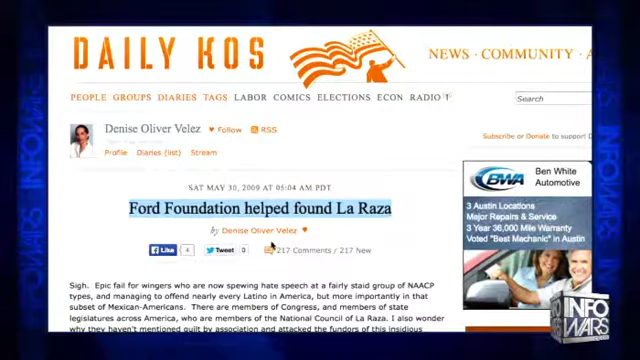 DAILY KOS
NEWS · COMMUNITY · A
PEOPLE GROUPS DIARIES TAGS LABOR COMICS ELECTIONS ECON RADIO T
Search
Denise Oliver Velez ♥ Follow RSS
Profile Diaries (list) Stream
Subscribe or Donate to support D
SAT MAY 30, 2009 AT 05:04 AM PDT
Ford Foundation helped found La Raza
by Denise Oliver Velez ♥
Like 4 Tweet 0 217 Comments / 217 New
BWA
Ben White
Automotive
3 Austin Locations
Major Repairs & Service
3 Year 36,000 Mile Warranty
Voted "Best Mechanic" in Austin
Sigh. Epic fail for wingers who are now spewing hate speech at a fairly staid group of NAACP
types, and managing to offend nearly every Latino in America, but more importantly in that
subset of Mexican-Americans. There are members of Congress, and members of state
legislatures across America, who are members of the National Council of La Raza. I also wonder
why they haven't mentioned guilt by association and attacked the fundors of this insidious
INFO
WARS